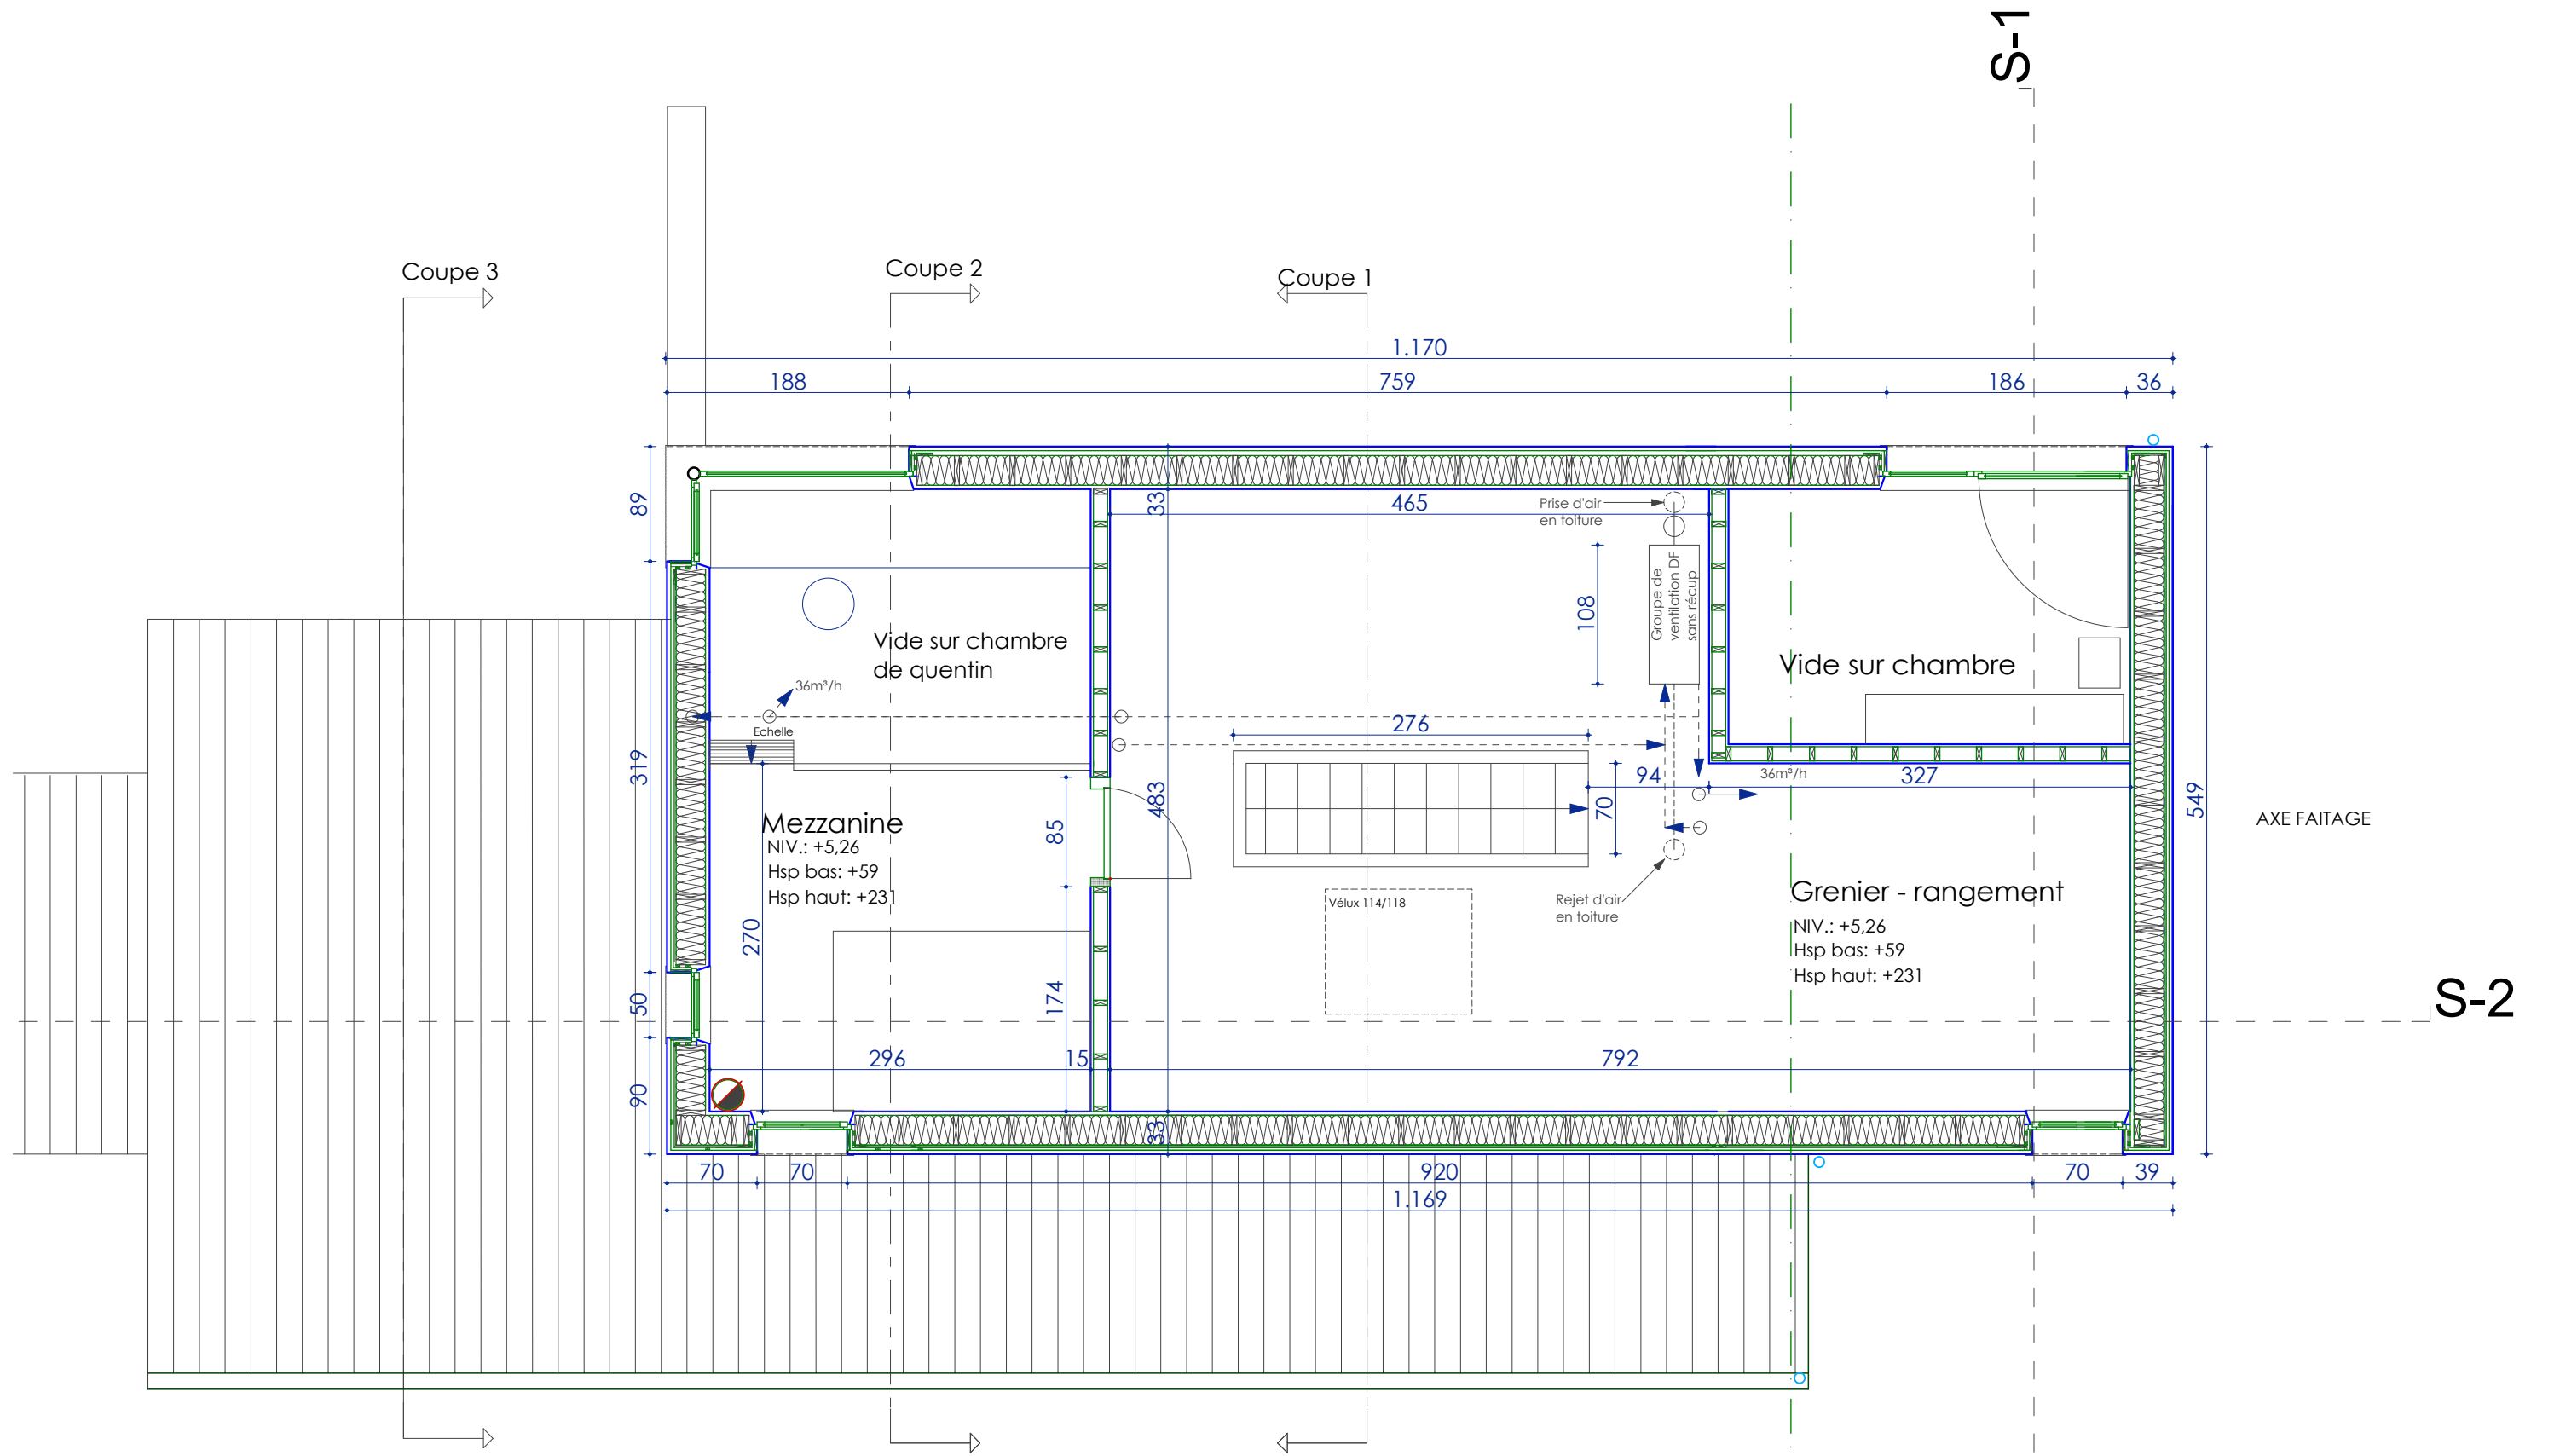 S-1
Coupe 3
Coupe 2
Coupe 1
1.170
188
759
186
36
89
33
465
Prise d'air
en toiture
Groupe de
ventilation DF
sans récup
108
Vide sur chambre
de quentin
Vide sur chambre
36m³/h
Echelle
276
319
94
36m³/h
327
483
70
85
549
AXE FAITAGE
Mezzanine
NIV.: +5,26
Hsp bas: +59
Hsp haut: +231
270
Vélux 114/118
Rejet d'air
en toiture
Grenier - rangement
NIV.: +5,26
Hsp bas: +59
Hsp haut: +231
174
50
S-2
296
15
792
90
33
70
70
920
70
39
1.169